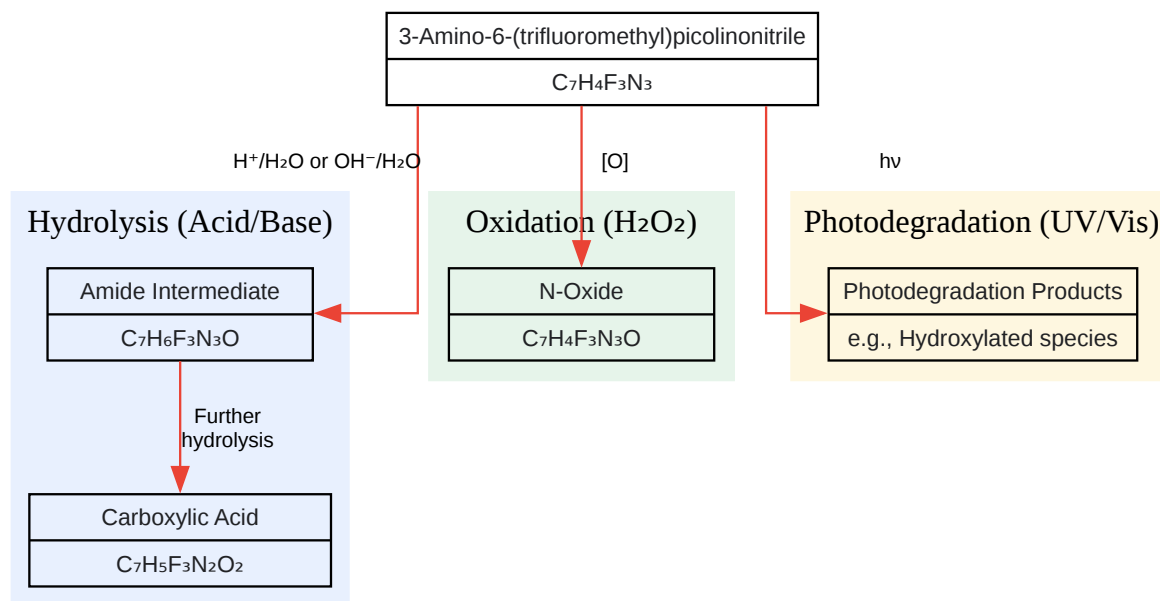 3-Amino-6-(trifluoromethyl)picolinonitrile
C₇H₄F₃N₃
H⁺/H₂O or OH⁻/H₂O
[O]
hν
Hydrolysis (Acid/Base)
Oxidation (H₂O₂)
Photodegradation (UV/Vis)
Amide Intermediate
C₇H₆F₃N₃O
N-Oxide
C₇H₄F₃N₃O
Photodegradation Products
e.g., Hydroxylated species
Further
hydrolysis
Carboxylic Acid
C₇H₅F₃N₂O₂